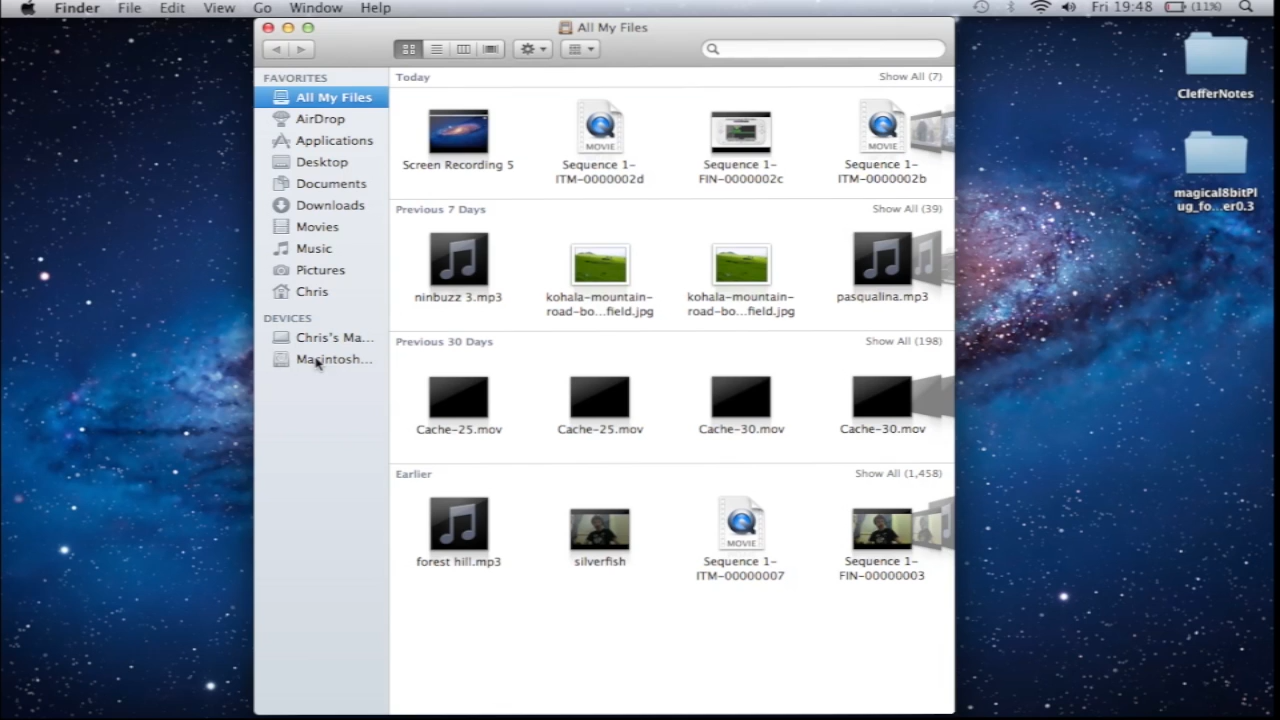 Finder File Edit View Go Window Help Fri 19:48 (11%)
All My Files
FAVORITES
All My Files
AirDrop
Applications
Desktop
Documents
Downloads
Movies
Music
Pictures
Chris
DEVICES
Chris's Ma...
Macintosh...
Today Show All (7)
Screen Recording 5
Sequence 1-
ITM-0000002d
Sequence 1-
FIN-0000002c
Sequence 1-
ITM-0000002b
MOVIE
MOVIE
Previous 7 Days Show All (39)
ninbuzz 3.mp3
kohala-mountain-
road-bo...field.jpg
kohala-mountain-
road-bo...field.jpg
pasqualina.mp3
Previous 30 Days Show All (198)
Cache-25.mov
Cache-25.mov
Cache-30.mov
Cache-30.mov
Earlier Show All (1,458)
MOVIE
forest hill.mp3
silverfish
Sequence 1-
ITM-00000007
Sequence 1-
FIN-00000003
ClefferNotes
magical8bitPl
ug_fo...er0.3